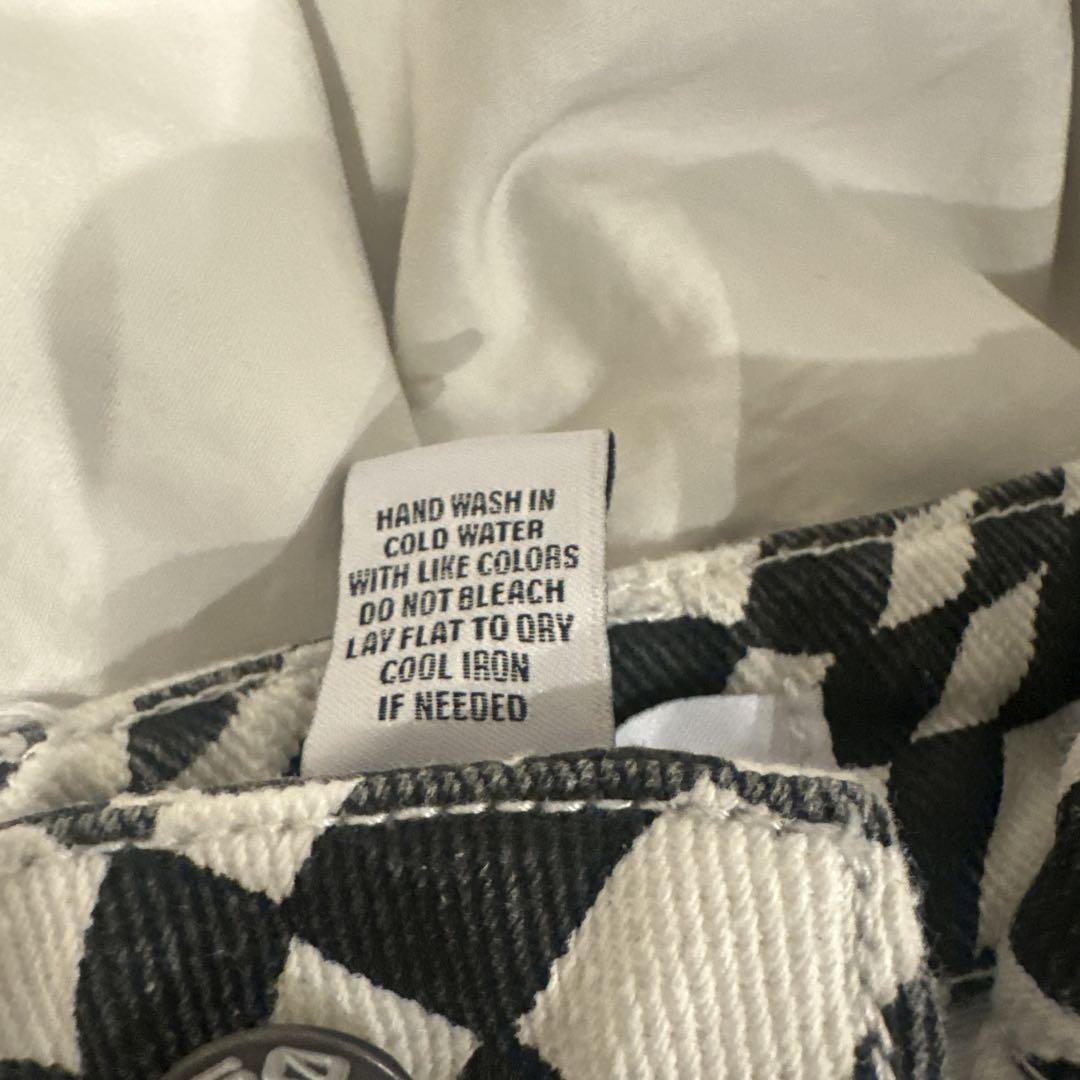 HAND WASH IN
COLD WATER
WITH LIKE COLORS
DO NOT BLEACH
LAY FLAT TO DRY
COOL IRON
IF NEEDED